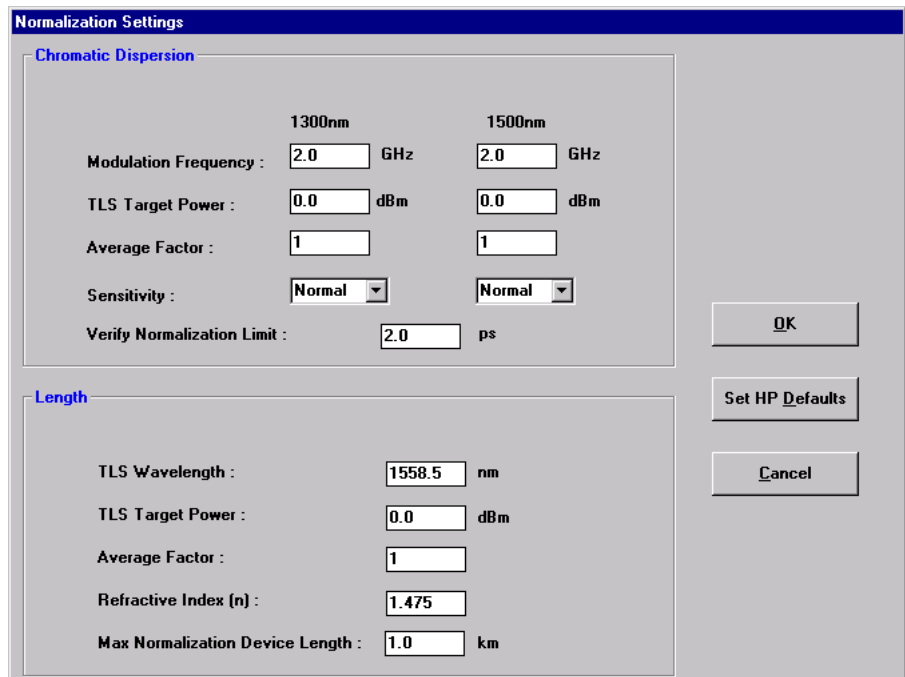 Normalization Settings
Chromatic Dispersion
1300nm 1500nm
Modulation Frequency : 2.0 GHz 2.0 GHz
TLS Target Power : 0.0 dBm 0.0 dBm
Average Factor : 1 1
Sensitivity : Normal Normal
Verify Normalization Limit : 2.0 ps
OK
Set HP Defaults
Cancel
Length
TLS Wavelength : 1558.5 nm
TLS Target Power : 0.0 dBm
Average Factor : 1
Refractive Index (n) : 1.475
Max Normalization Device Length : 1.0 km